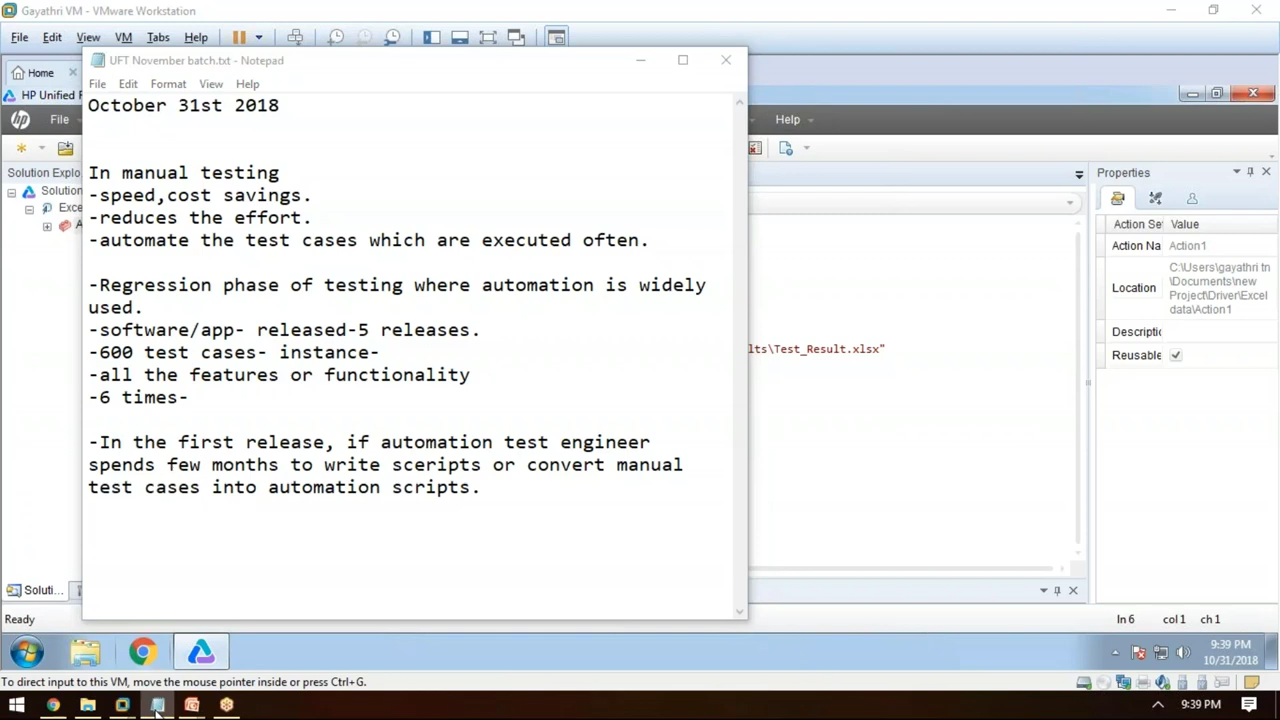 Gayathri VM - VMware Workstation
File Edit View VM Tabs Help
Home
UFT November batch.txt - Notepad
File Edit Format View Help
HP Unified F
hp File Help
October 31st 2018
In manual testing
-speed,cost savings.
-reduces the effort.
-automate the test cases which are executed often.
-Regression phase of testing where automation is widely
used.
-software/app- released-5 releases.
-600 test cases- instance-
-all the features or functionality
-6 times-
-In the first release, if automation test engineer
spends few months to write sceripts or convert manual
test cases into automation scripts.
Solution Explo
Solution
Exce
A
lts\Test_Result.xlsx"
Properties
Action Se Value
Action Na Action1
Location C:\Users\gayathri tn
\Documents\new
Project\Driver\Excel
data\Action1
Descriptic
Reusable
Soluti...
Ready ln 6 col 1 ch 1
9:39 PM
10/31/2018
To direct input to this VM, move the mouse pointer inside or press Ctrl+G.
9:39 PM